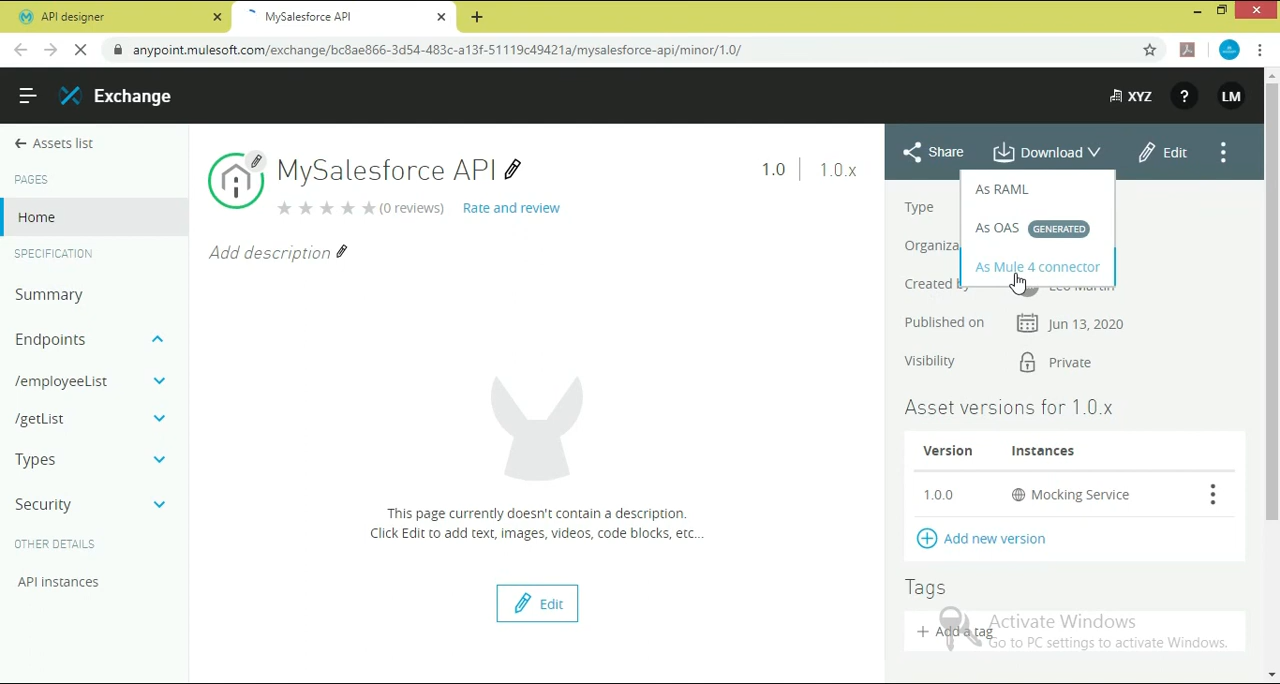 API designer
MySalesforce API
anypoint.mulesoft.com/exchange/bc8ae866-3d54-483c-a13f-51119c49421a/mysalesforce-api/minor/1.0/
Exchange
XYZ
?
LM
Assets list
PAGES
Home
SPECIFICATION
Summary
Endpoints
/employeeList
/getList
Types
Security
OTHER DETAILS
API instances
MySalesforce API
1.0
1.0.x
(0 reviews)
Rate and review
Add description
This page currently doesn't contain a description.
Click Edit to add text, images, videos, code blocks, etc...
Edit
Share
Download
Edit
As RAML
As OAS GENERATED
As Mule 4 connector
Type
Organiza
Created by
Leo Martin
Published on
Jun 13, 2020
Visibility
Private
Asset versions for 1.0.x
Version Instances
1.0.0 Mocking Service
Add new version
Tags
+ Add a tag
Activate Windows
Go to PC settings to activate Windows.